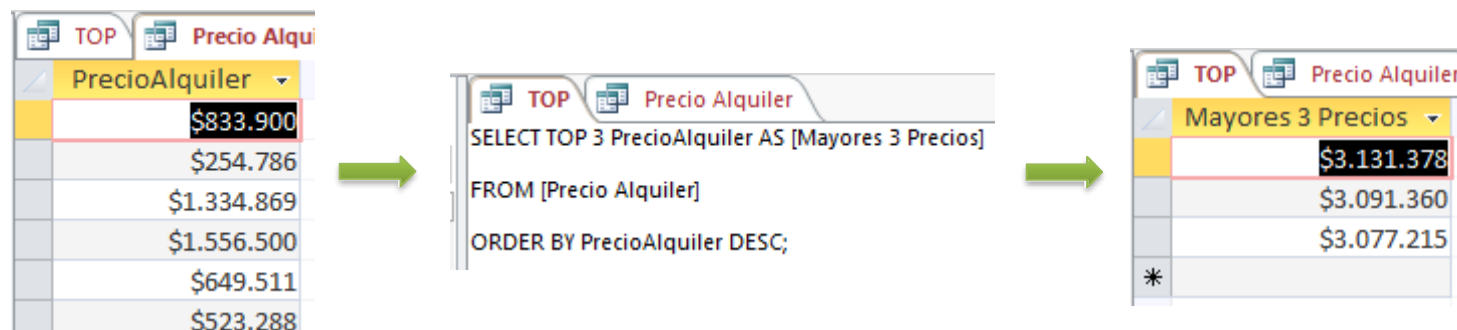 TOP Precio Alqui
PrecioAlquiler
$833.900
$254.786
$1.334.869
$1.556.500
$649.511
$523.288
TOP Precio Alquiler
SELECT TOP 3 PrecioAlquiler AS [Mayores 3 Precios]
FROM [Precio Alquiler]
ORDER BY PrecioAlquiler DESC;
TOP Precio Alquiler
Mayores 3 Precios
$3.131.378
$3.091.360
$3.077.215